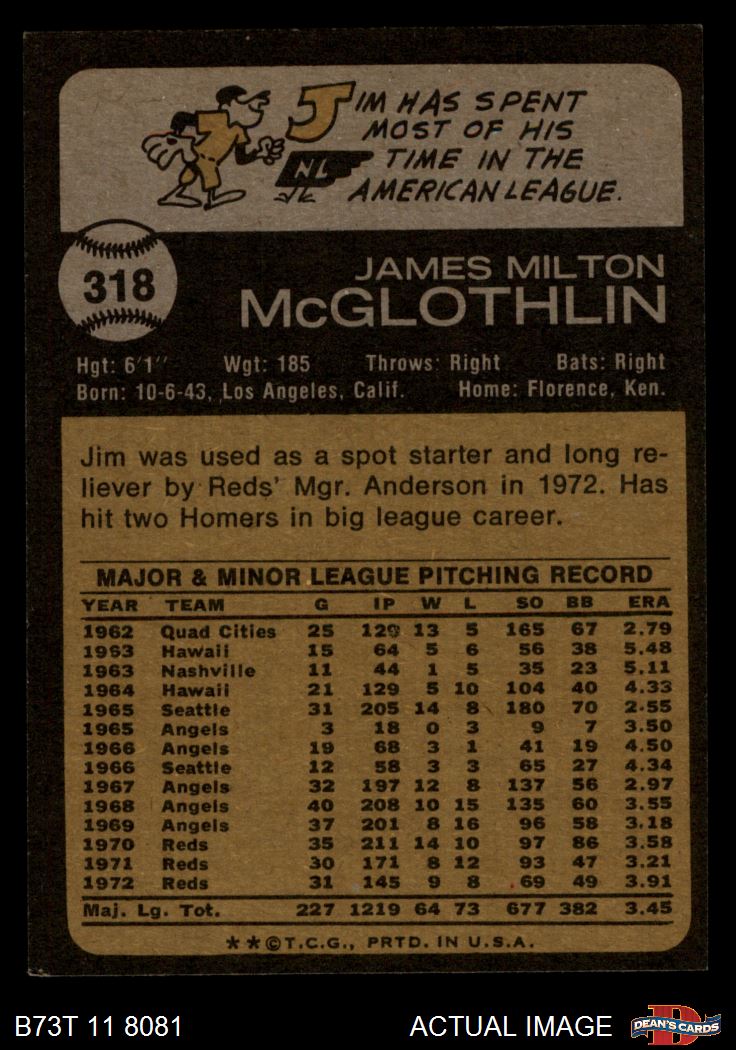 JIM HAS SPENT
MOST OF HIS
TIME IN THE
AMERICAN LEAGUE.
NL
318
JAMES MILTON
McGLOTHLIN
Hgt: 6'1" Wgt: 185 Throws: Right Bats: Right
Born: 10-6-43, Los Angeles, Calif. Home: Florence, Ken.
Jim was used as a spot starter and long re-
liever by Reds' Mgr. Anderson in 1972. Has
hit two Homers in big league career.
MAJOR & MINOR LEAGUE PITCHING RECORD
YEAR TEAM G IP W L SO BB ERA
1962 Quad Cities 25 129 13 5 165 67 2.79
1963 Hawaii 15 64 5 6 56 38 5.48
1963 Nashville 11 44 1 5 35 23 5.11
1964 Hawaii 21 129 5 10 104 40 4.33
1965 Seattle 31 205 14 8 180 70 2.55
1965 Angels 3 18 0 3 9 7 3.50
1966 Angels 19 68 3 1 41 19 4.50
1966 Seattle 12 58 3 3 65 27 4.34
1967 Angels 32 197 12 8 137 56 2.97
1968 Angels 40 208 10 15 135 60 3.55
1969 Angels 37 201 8 16 96 58 3.18
1970 Reds 35 211 14 10 97 86 3.58
1971 Reds 30 171 8 12 93 47 3.21
1972 Reds 31 145 9 8 69 49 3.91
Maj. Lg. Tot. 227 1219 64 73 677 382 3.45
**©T.C.G., PRTD. IN U.S.A.
B73T 11 8081 ACTUAL IMAGE DEAN'S CARDS